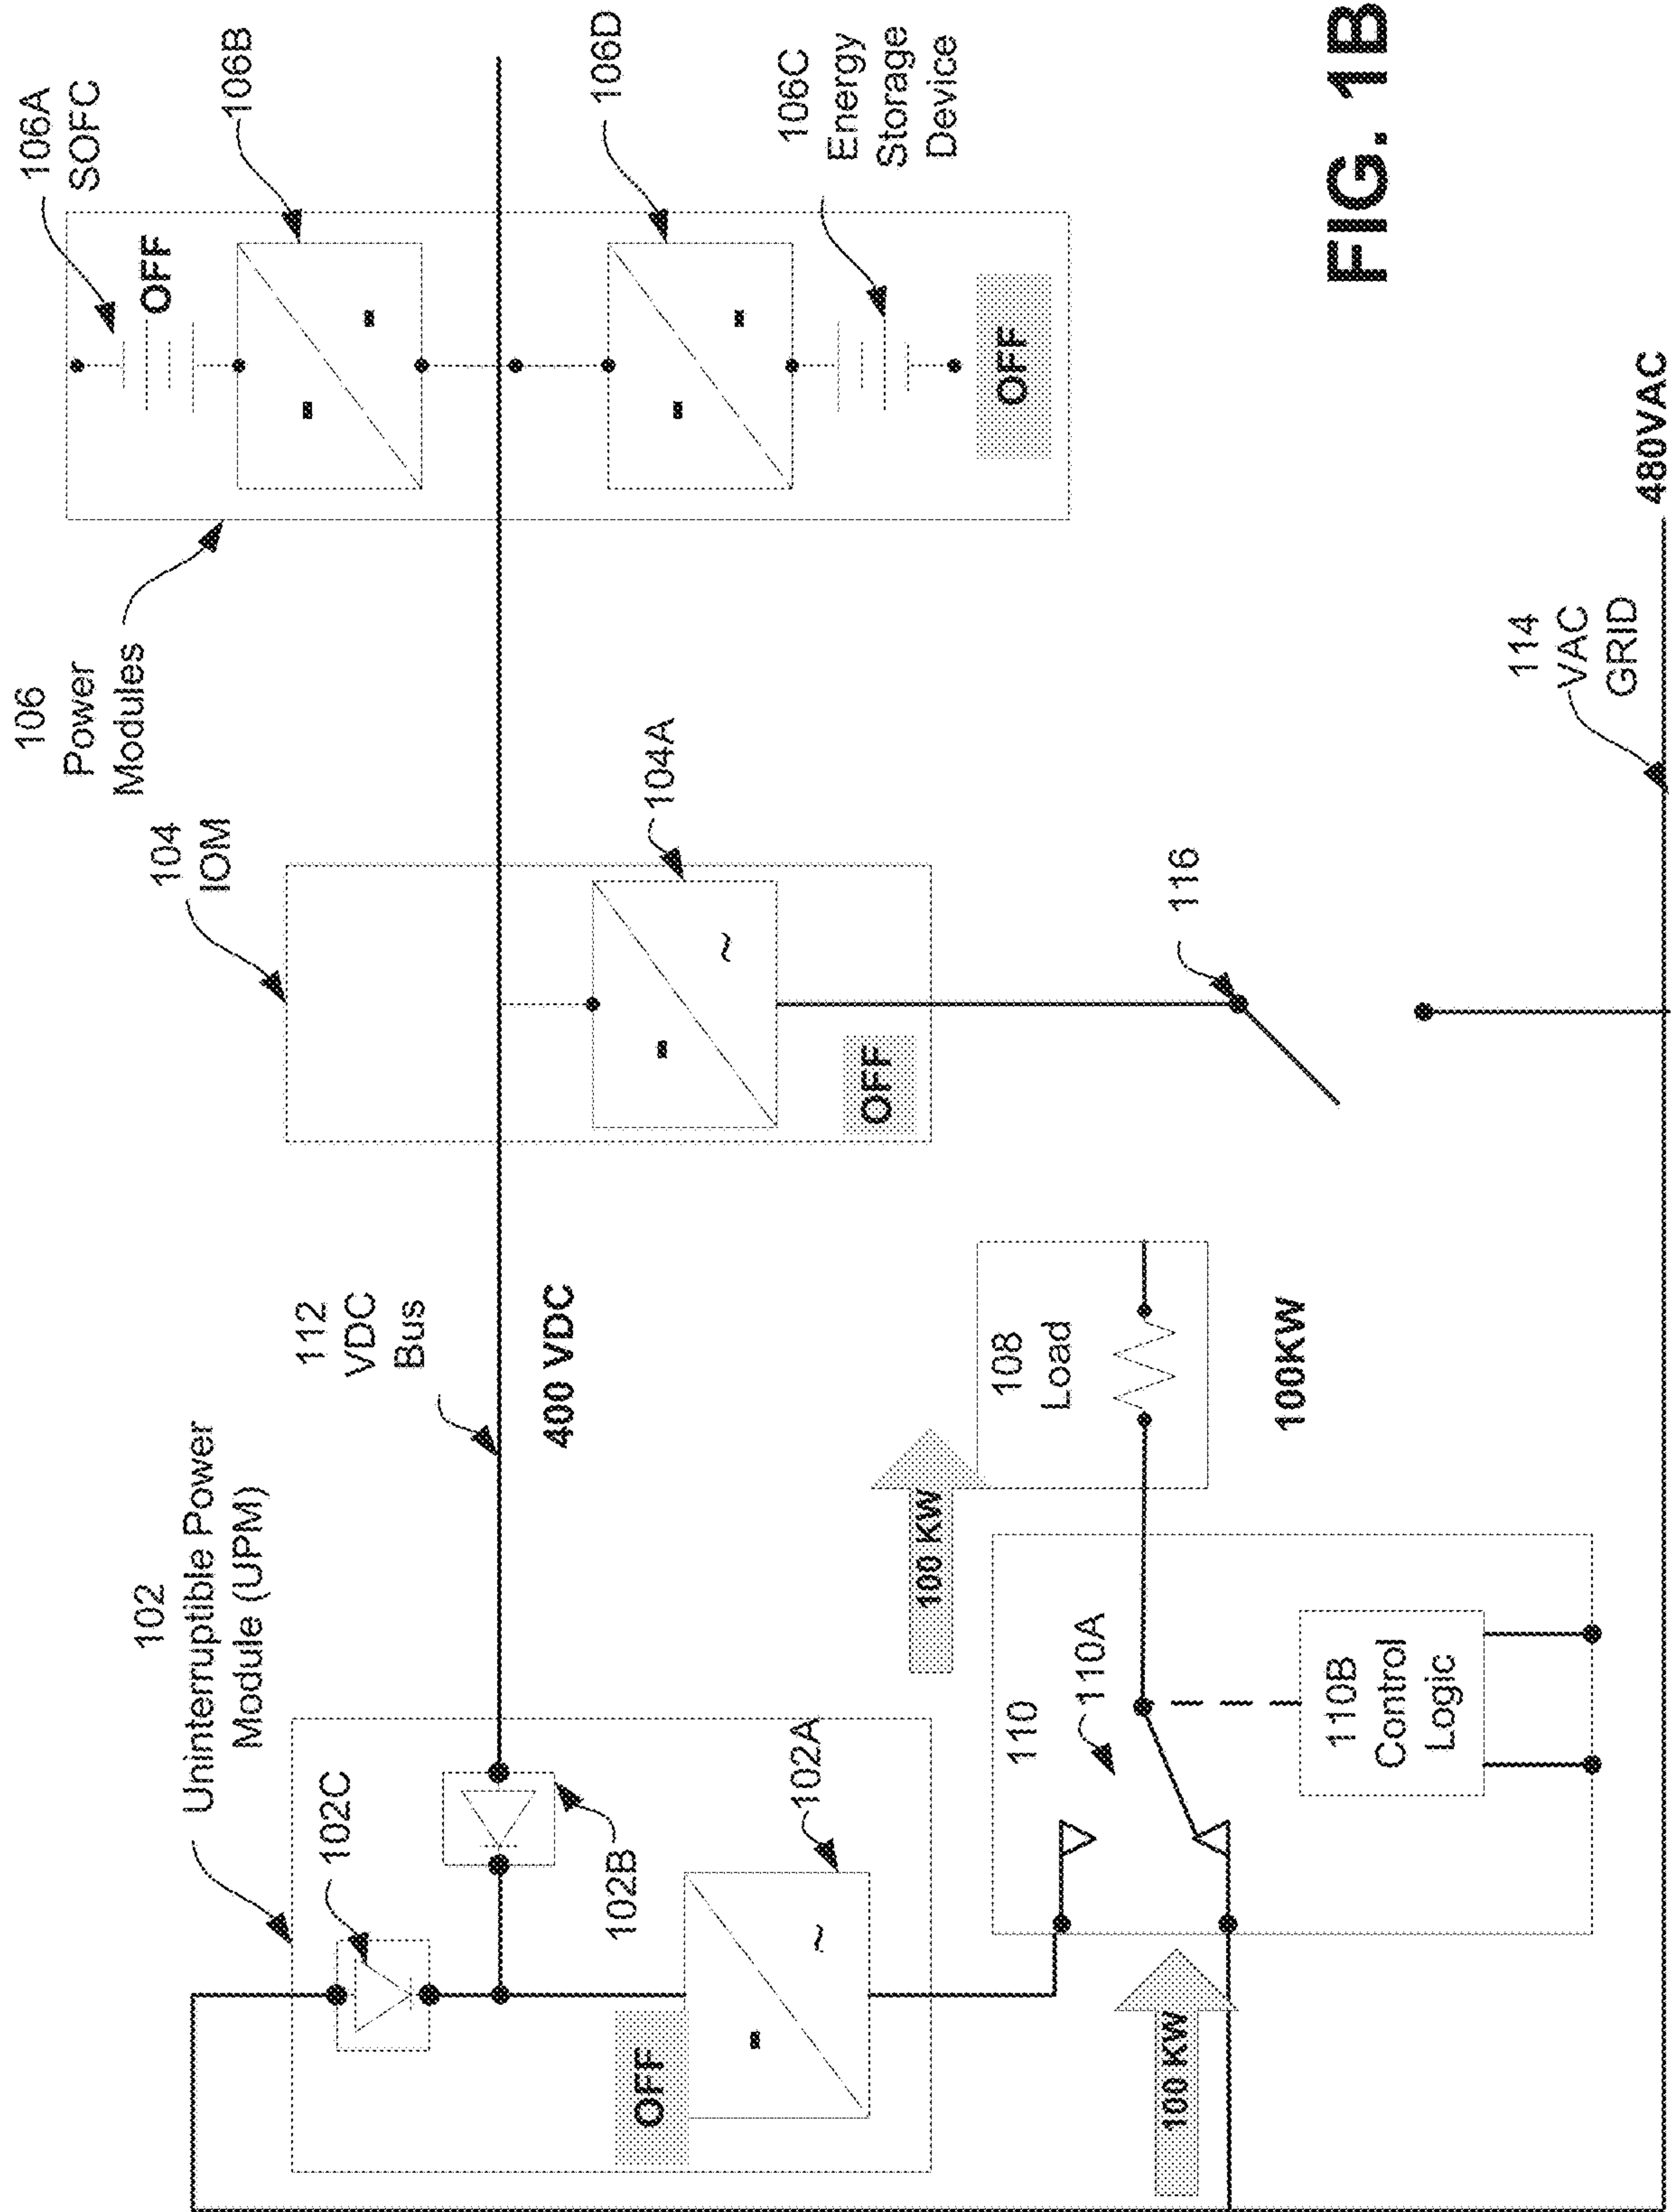 102
Uninterruptible Power
Module (UPM)
102C
102B
102A
OFF
112
VDC
Bus
400 VDC
104
IOM
104A
OFF
106
Power
Modules
106A
SOFC
OFF
106B
106D
106C
Energy
Storage
Device
OFF
100 KW
110
110A
110B
Control
Logic
100 KW
108
Load
100KW
116
114
VAC
GRID
480VAC
FIG. 1B